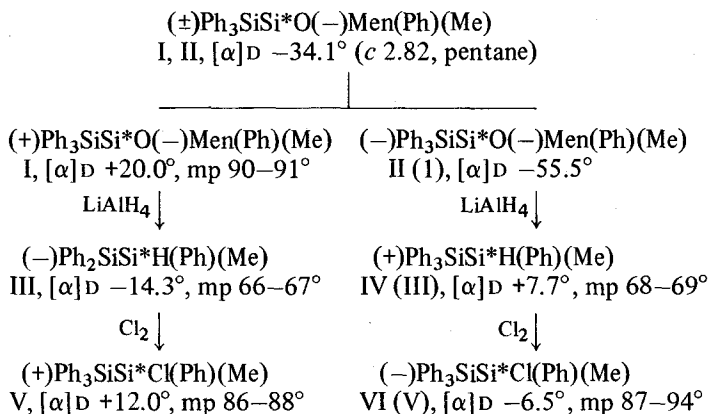 (±)Ph₃SiSi*O(−)Men(Ph)(Me)
I, II, [α]D −34.1° (c 2.82, pentane)
(+)Ph₃SiSi*O(−)Men(Ph)(Me) (−)Ph₃SiSi*O(−)Men(Ph)(Me)
I, [α]D +20.0°, mp 90–91° II (1), [α]D −55.5°
LiAlH₄ LiAlH₄
(−)Ph₂SiSi*H(Ph)(Me) (+)Ph₃SiSi*H(Ph)(Me)
III, [α]D −14.3°, mp 66–67° IV (III), [α]D +7.7°, mp 68–69°
Cl₂ Cl₂
(+)Ph₃SiSi*Cl(Ph)(Me) (−)Ph₃SiSi*Cl(Ph)(Me)
V, [α]D +12.0°, mp 86–88° VI (V), [α]D −6.5°, mp 87–94°